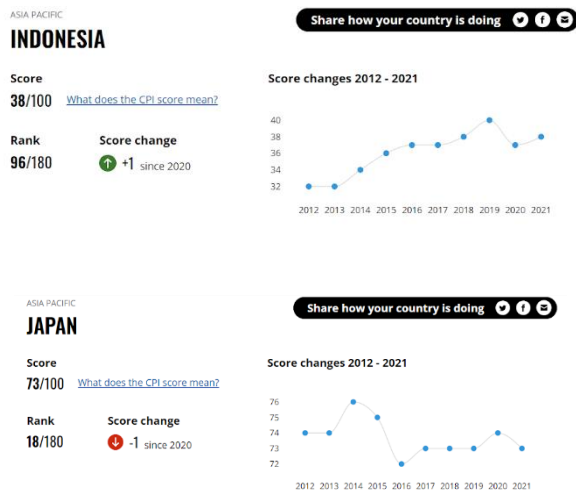 ASIA PACIFIC
INDONESIA
Share how your country is doing
Score
38/100 What does the CPI score mean?
Rank
96/180
Score change
+1 since 2020
Score changes 2012 - 2021
40
38
36
34
32
2012 2013 2014 2015 2016 2017 2018 2019 2020 2021
ASIA PACIFIC
JAPAN
Share how your country is doing
Score
73/100 What does the CPI score mean?
Rank
18/180
Score change
-1 since 2020
Score changes 2012 - 2021
76
75
74
73
72
2012 2013 2014 2015 2016 2017 2018 2019 2020 2021